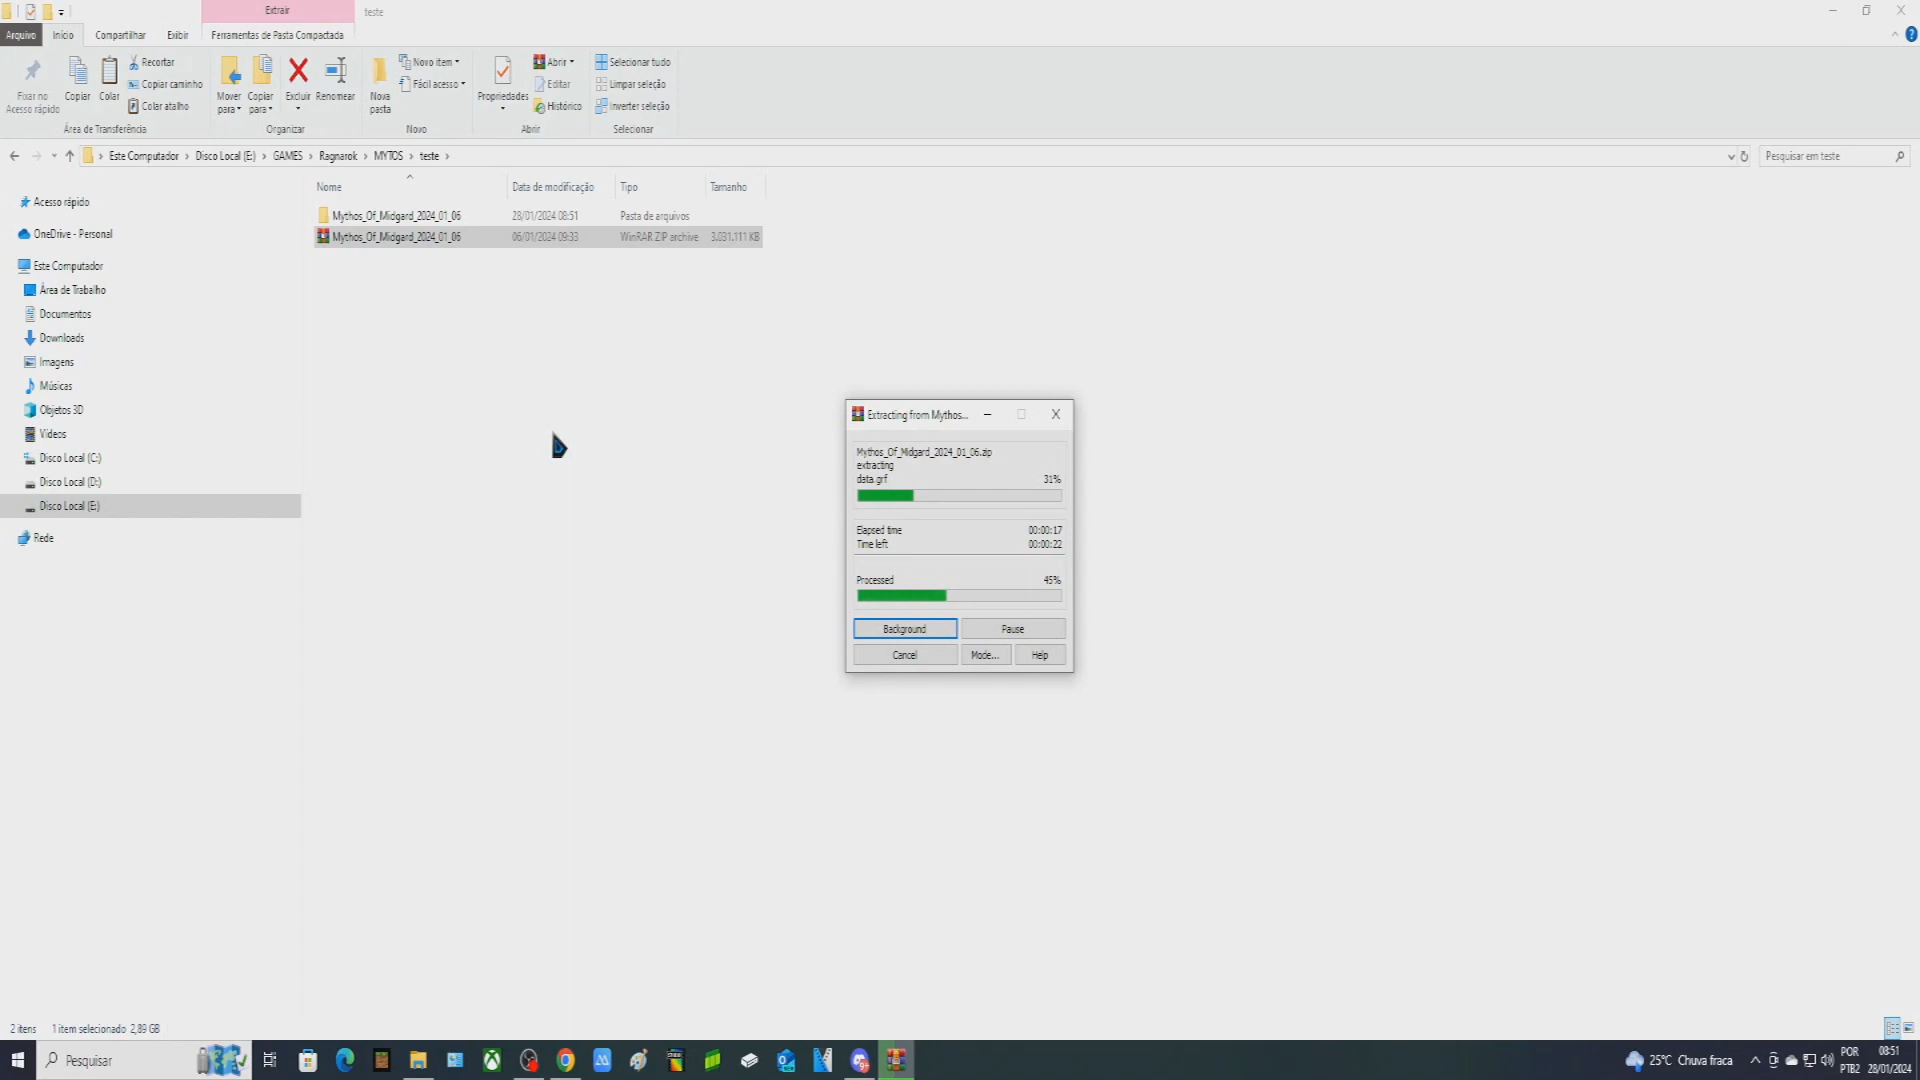 Extrair
teste
Arquivo
Início
Compartilhar
Exibir
Ferramentas de Pasta Compactada
Fixar no
Acesso rápido
Copiar
Colar
Recortar
Copiar caminho
Colar atalho
Área de Transferência
Mover
para
Copiar
para
Excluir
Renomear
Organizar
Nova
pasta
Novo item
Fácil acesso
Novo
Propriedades
Abrir
Editar
Histórico
Abrir
Selecionar tudo
Limpar seleção
Inverter seleção
Selecionar
Este Computador > Disco Local (E:) > GAMES > Ragnarok > MYTOS > teste >
Pesquisar em teste
Nome Data de modificação Tipo Tamanho
Mythos_Of_Midgard_2024_01_06 28/01/2024 08:51 Pasta de arquivos
Mythos_Of_Midgard_2024_01_06 06/01/2024 09:33 WinRAR ZIP archive 3.031.111 KB
Acesso rápido
OneDrive - Personal
Este Computador
Área de Trabalho
Documentos
Downloads
Imagens
Músicas
Objetos 3D
Vídeos
Disco Local (C:)
Disco Local (D:)
Disco Local (E:)
Rede
Extracting from Mythos...
Mythos_Of_Midgard_2024_01_06.zip
extracting
data.grf 31%
Elapsed time 00:00:17
Time left 00:00:22
Processed 45%
Background Pause
Cancel Mode... Help
2 itens 1 item selecionado 2,89 GB
Pesquisar
9+
25°C Chuva fraca
POR
PTB2
08:51
28/01/2024